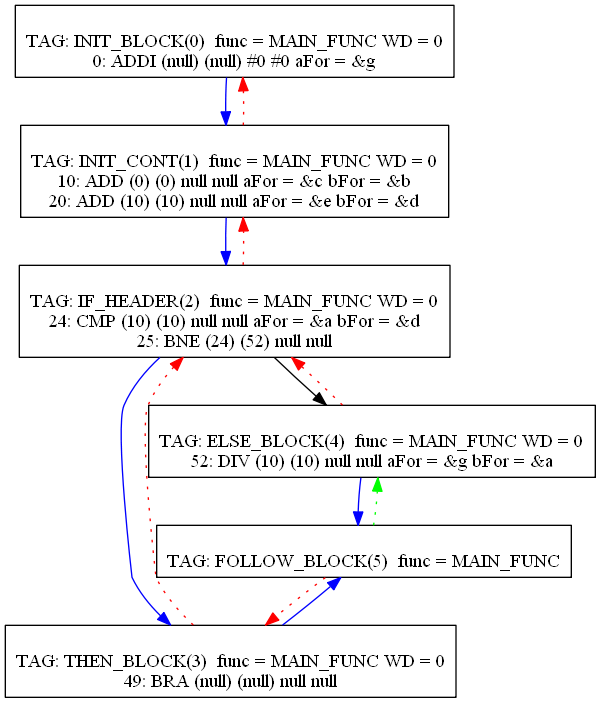 TAG: INIT_BLOCK(0)  func = MAIN_FUNC WD = 0
0: ADDI (null) (null) #0 #0 aFor = &g
TAG: INIT_CONT(1)  func = MAIN_FUNC WD = 0
10: ADD (0) (0) null null aFor = &c bFor = &b
20: ADD (10) (10) null null aFor = &e bFor = &d
TAG: IF_HEADER(2)  func = MAIN_FUNC WD = 0
24: CMP (10) (10) null null aFor = &a bFor = &d
25: BNE (24) (52) null null
TAG: ELSE_BLOCK(4)  func = MAIN_FUNC WD = 0
52: DIV (10) (10) null null aFor = &g bFor = &a
TAG: FOLLOW_BLOCK(5)  func = MAIN_FUNC
TAG: THEN_BLOCK(3)  func = MAIN_FUNC WD = 0
49: BRA (null) (null) null null